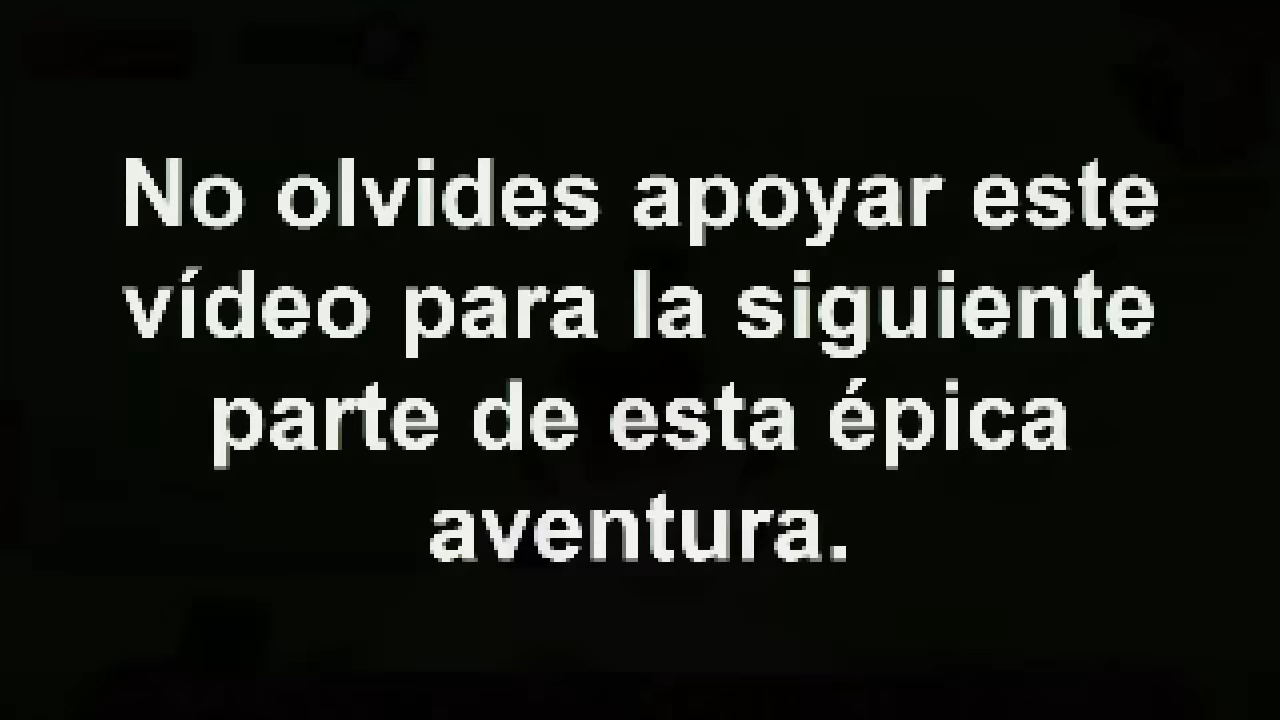 No olvides apoyar este
vídeo para la siguiente
parte de esta épica
aventura.